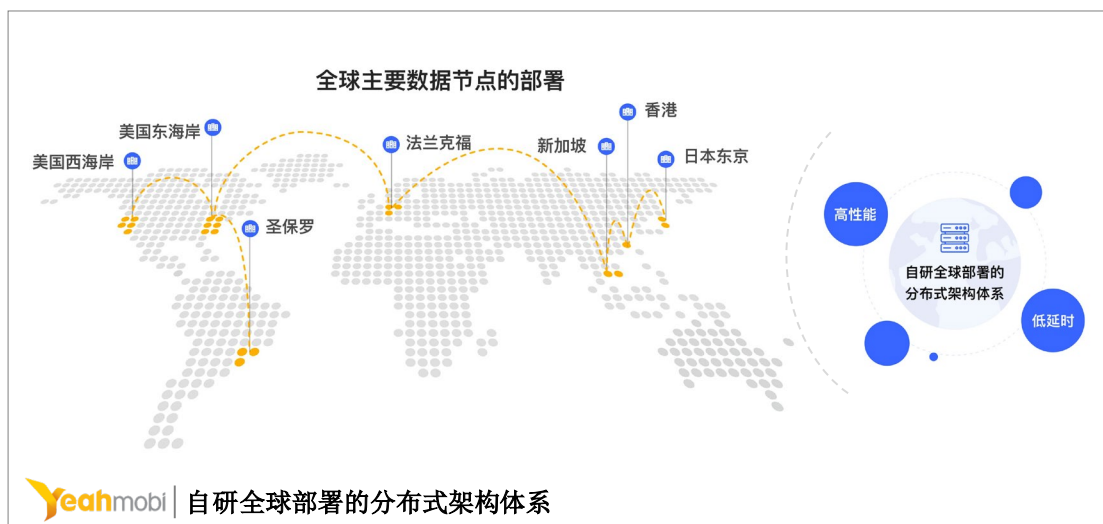 全球主要数据节点的部署
香港
美国东海岸
法兰克福
新加坡
日本东京
美国西海岸
圣保罗
高性能
自研全球部署的
分布式架构体系
低延时
Yeahmobi
自研全球部署的分布式架构体系